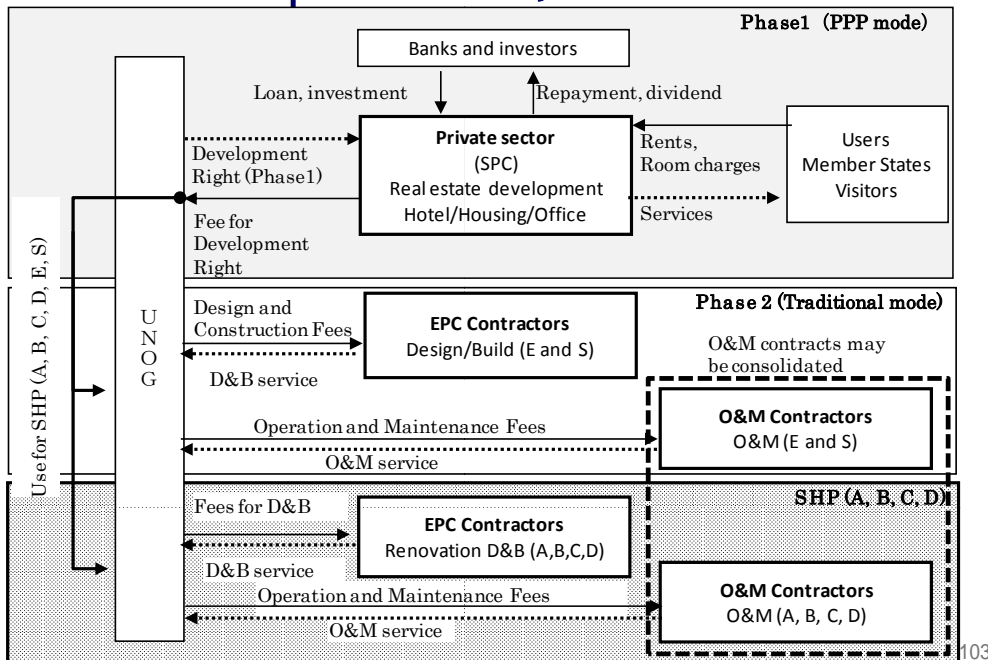 Phase1 (PPP mode)
Banks and investors
Loan, investment
Repayment, dividend
Private sector
(SPC)
Real estate development
Hotel/Housing/Office
Development
Right (Phase1)
Fee for
Development
Right
Rents,
Room charges
Services
Users
Member States
Visitors
Use for SHP (A, B, C, D, E, S)
U
N
O
G
Phase 2 (Traditional mode)
Design and
Construction Fees
D&B service
EPC Contractors
Design/Build (E and S)
O&M contracts may
be consolidated
Operation and Maintenance Fees
O&M service
O&M Contractors
O&M (E and S)
SHP (A, B, C, D)
Fees for D&B
D&B service
EPC Contractors
Renovation D&B (A,B,C,D)
Operation and Maintenance Fees
O&M service
O&M Contractors
O&M (A, B, C, D)
103